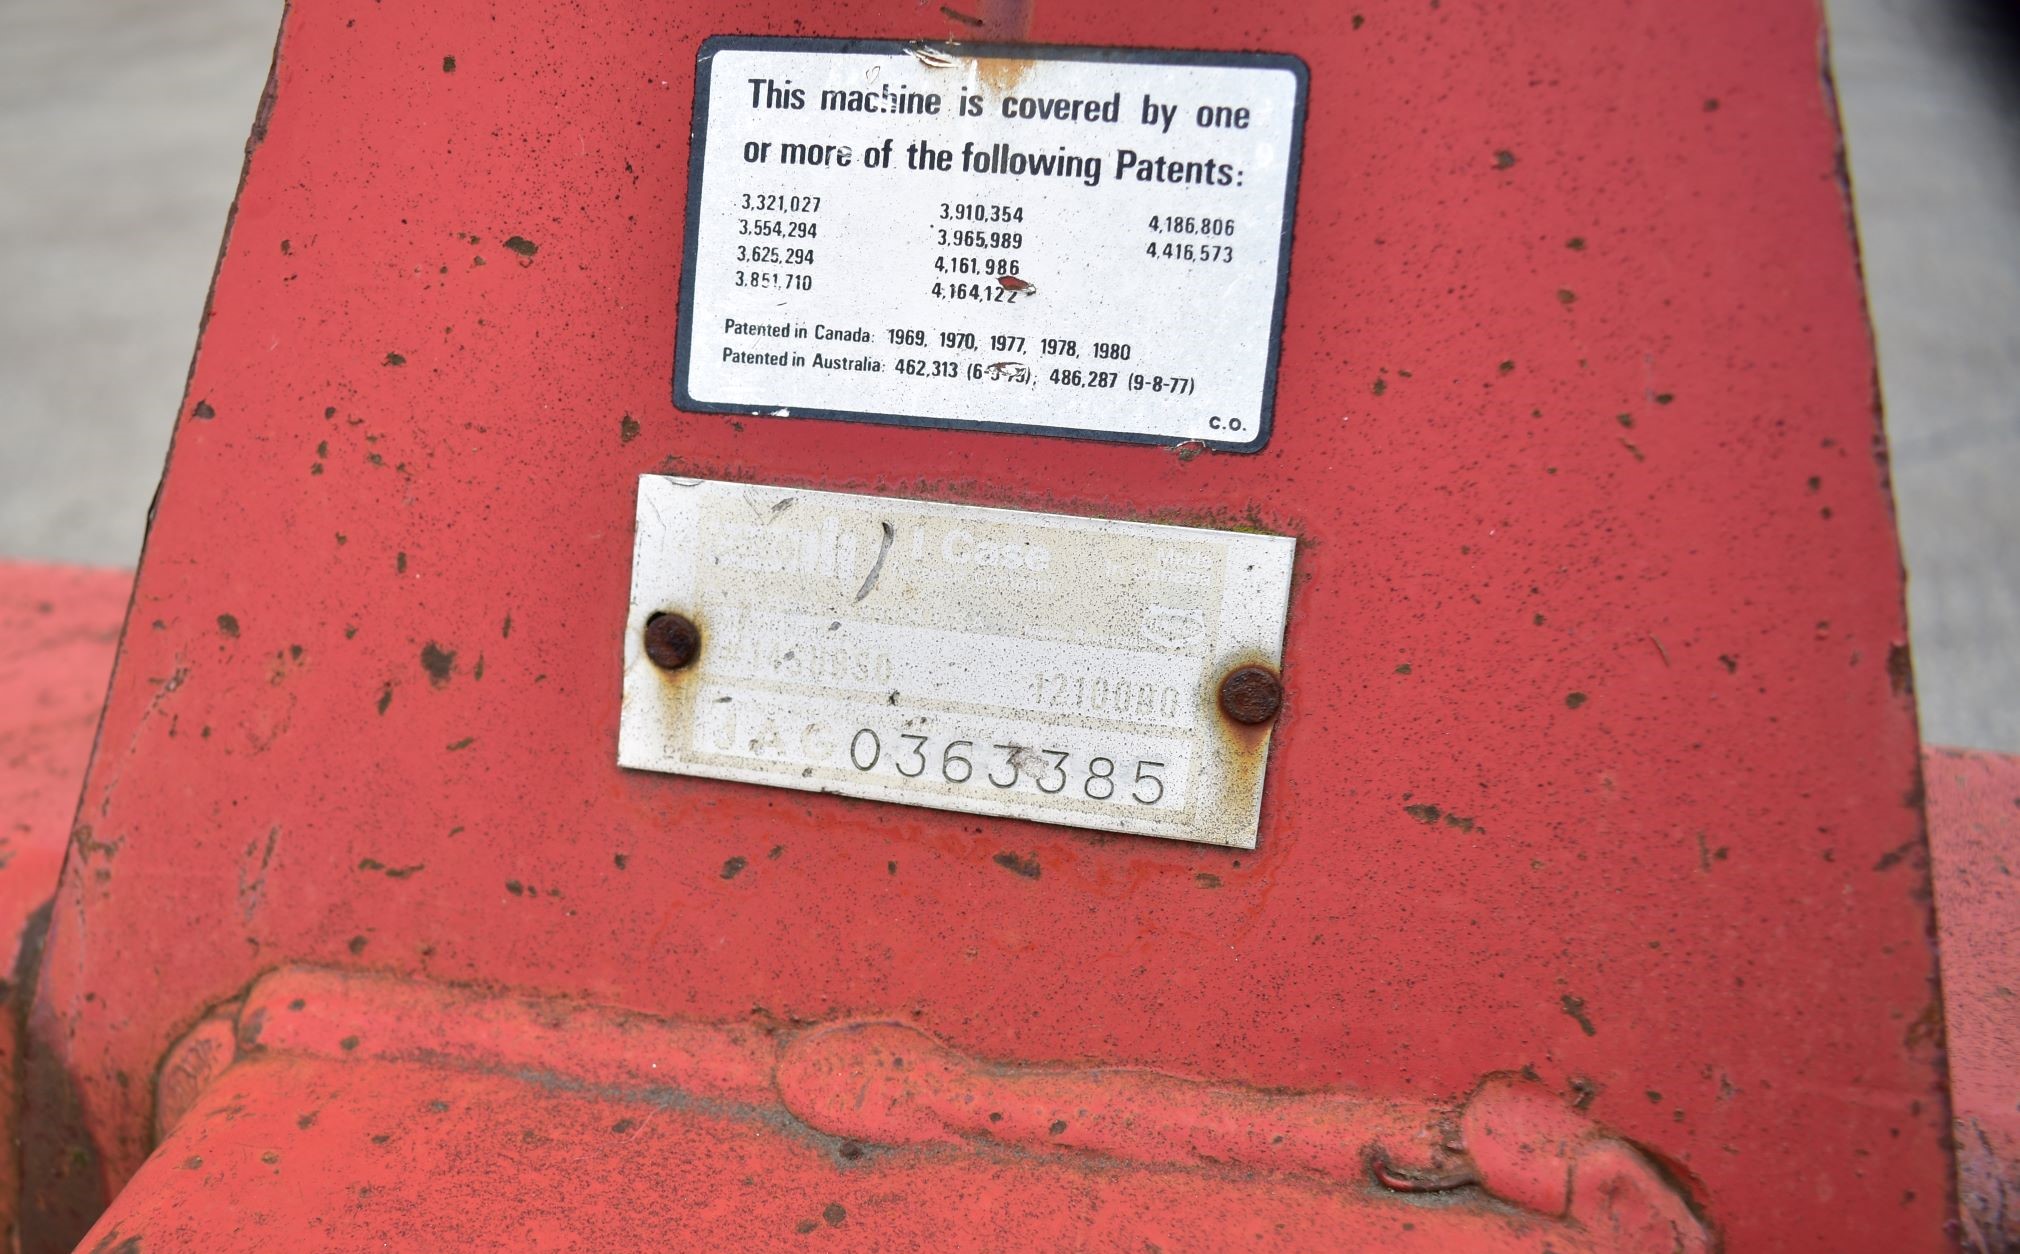 This machine is covered by one
or more of the following Patents:
3,321,027 3,910,354 4,186,806
3,554,294 3,965,989 4,416,573
3,625,294 4,161,986
3,851,710 4,164,122
Patented in Canada: 1969, 1970, 1977, 1978, 1980
Patented in Australia: 462,313 486,287 (9-8-77)
C.O.
J I Case
JAG 0363385